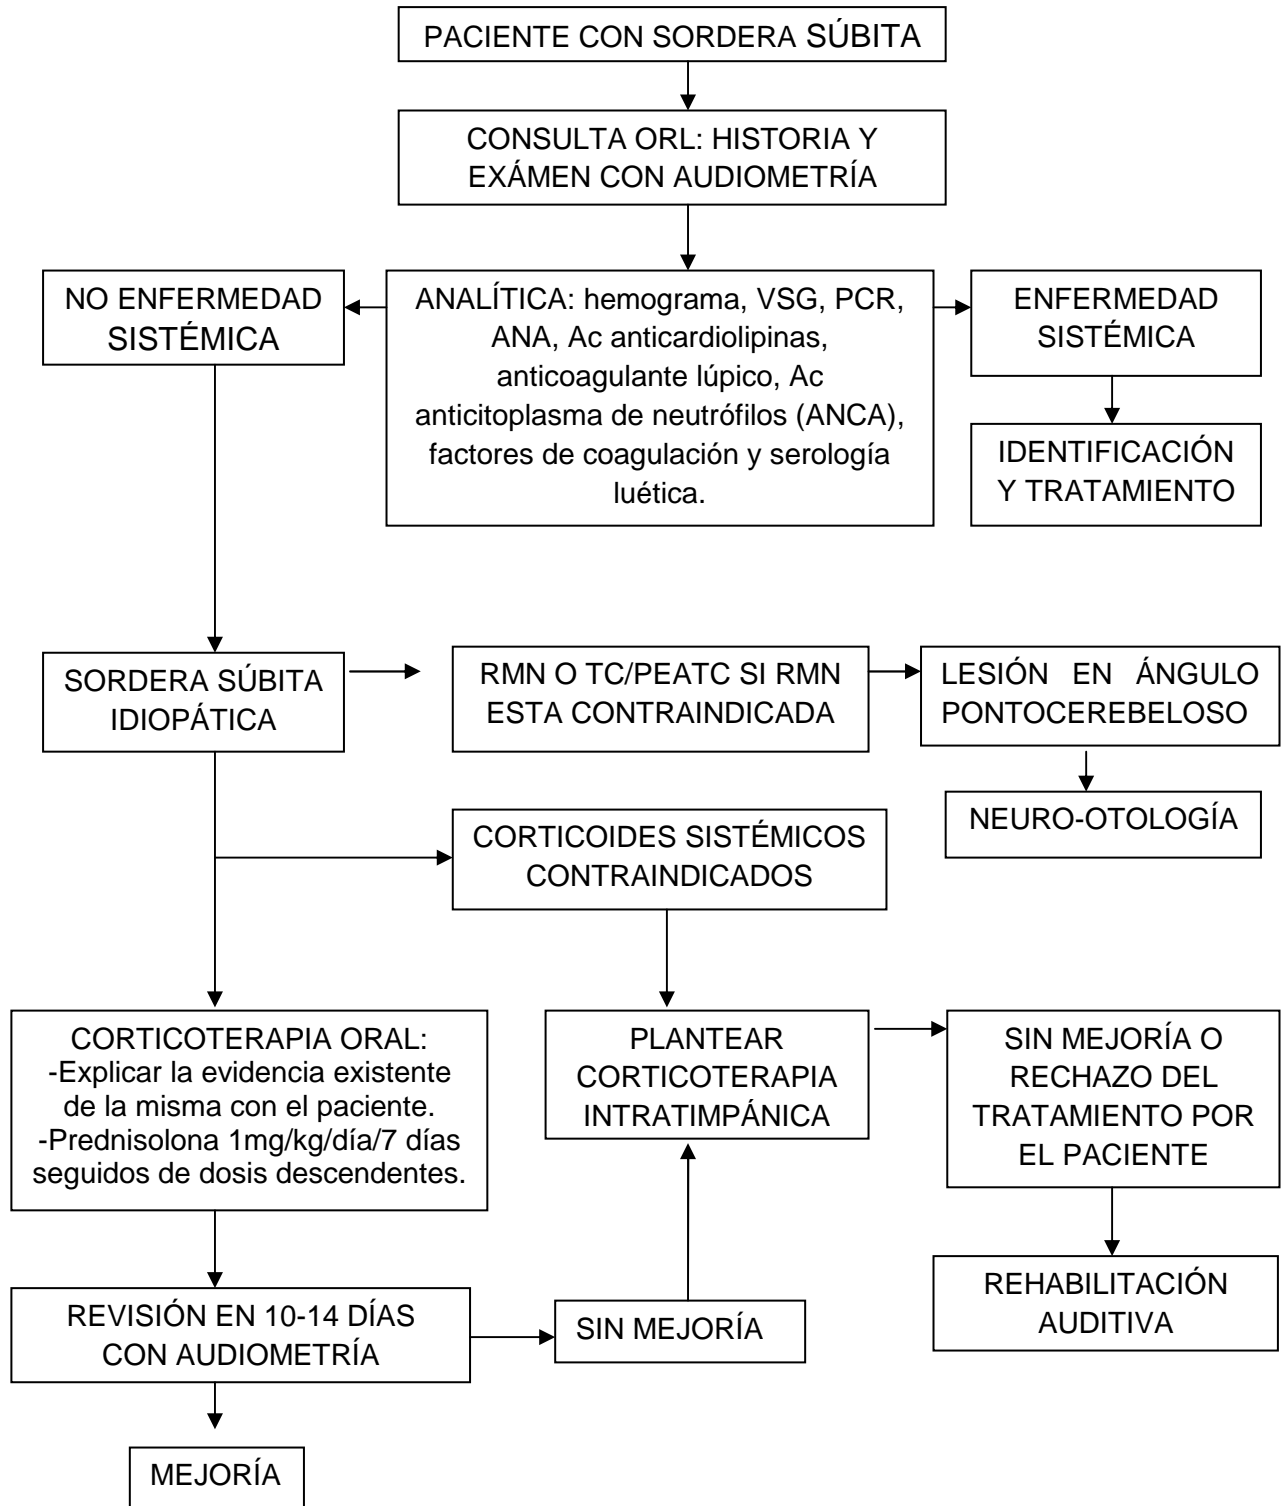 PACIENTE CON SORDERA SÚBITA
CONSULTA ORL: HISTORIA Y
EXÁMEN CON AUDIOMETRÍA
NO ENFERMEDAD
SISTÉMICA
ANALÍTICA: hemograma, VSG, PCR,
ANA, Ac anticardiolipinas,
anticoagulante lúpico, Ac
anticitoplasma de neutrófilos (ANCA),
factores de coagulación y serología
luética.
ENFERMEDAD
SISTÉMICA
IDENTIFICACIÓN
Y TRATAMIENTO
SORDERA SÚBITA
IDIOPÁTICA
RMN O TC/PEATC SI RMN
ESTA CONTRAINDICADA
LESIÓN EN ÁNGULO
PONTOCEREBELOSO
NEURO-OTOLOGÍA
CORTICOIDES SISTÉMICOS
CONTRAINDICADOS
CORTICOTERAPIA ORAL:
-Explicar la evidencia existente
de la misma con el paciente.
-Prednisolona 1mg/kg/día/7 días
seguidos de dosis descendentes.
PLANTEAR
CORTICOTERAPIA
INTRATIMPÁNICA
SIN MEJORÍA O
RECHAZO DEL
TRATAMIENTO POR
EL PACIENTE
REVISIÓN EN 10-14 DÍAS
CON AUDIOMETRÍA
SIN MEJORÍA
REHABILITACIÓN
AUDITIVA
MEJORÍA